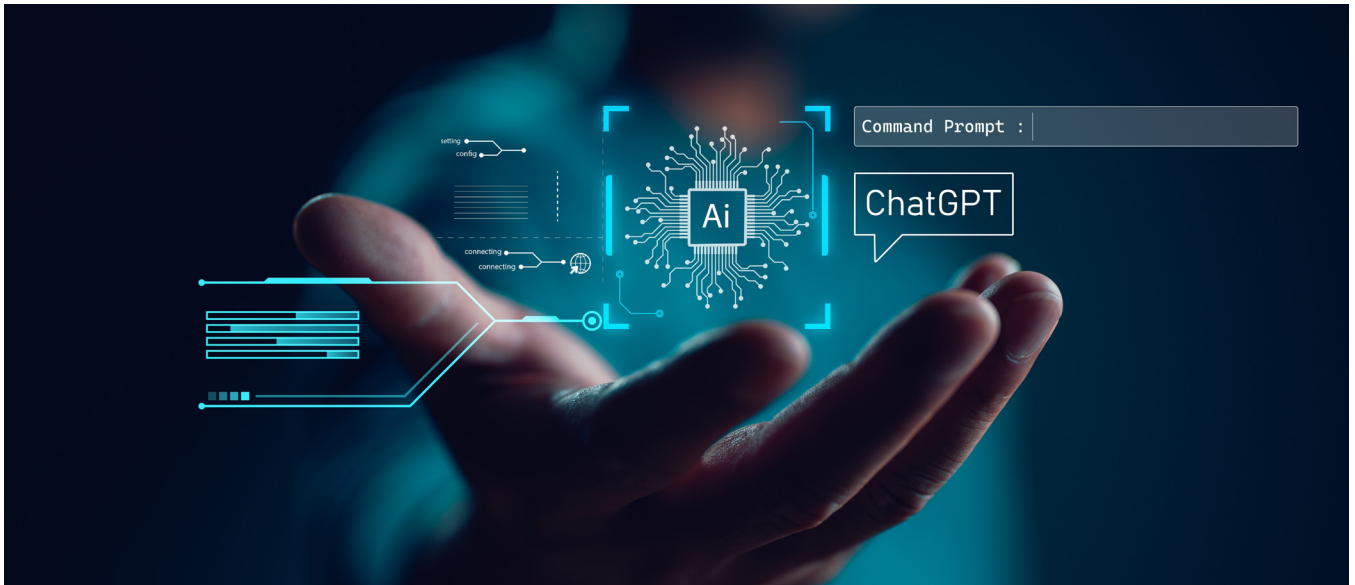 setting
config
connecting
connecting
Ai
Command Prompt :
ChatGPT